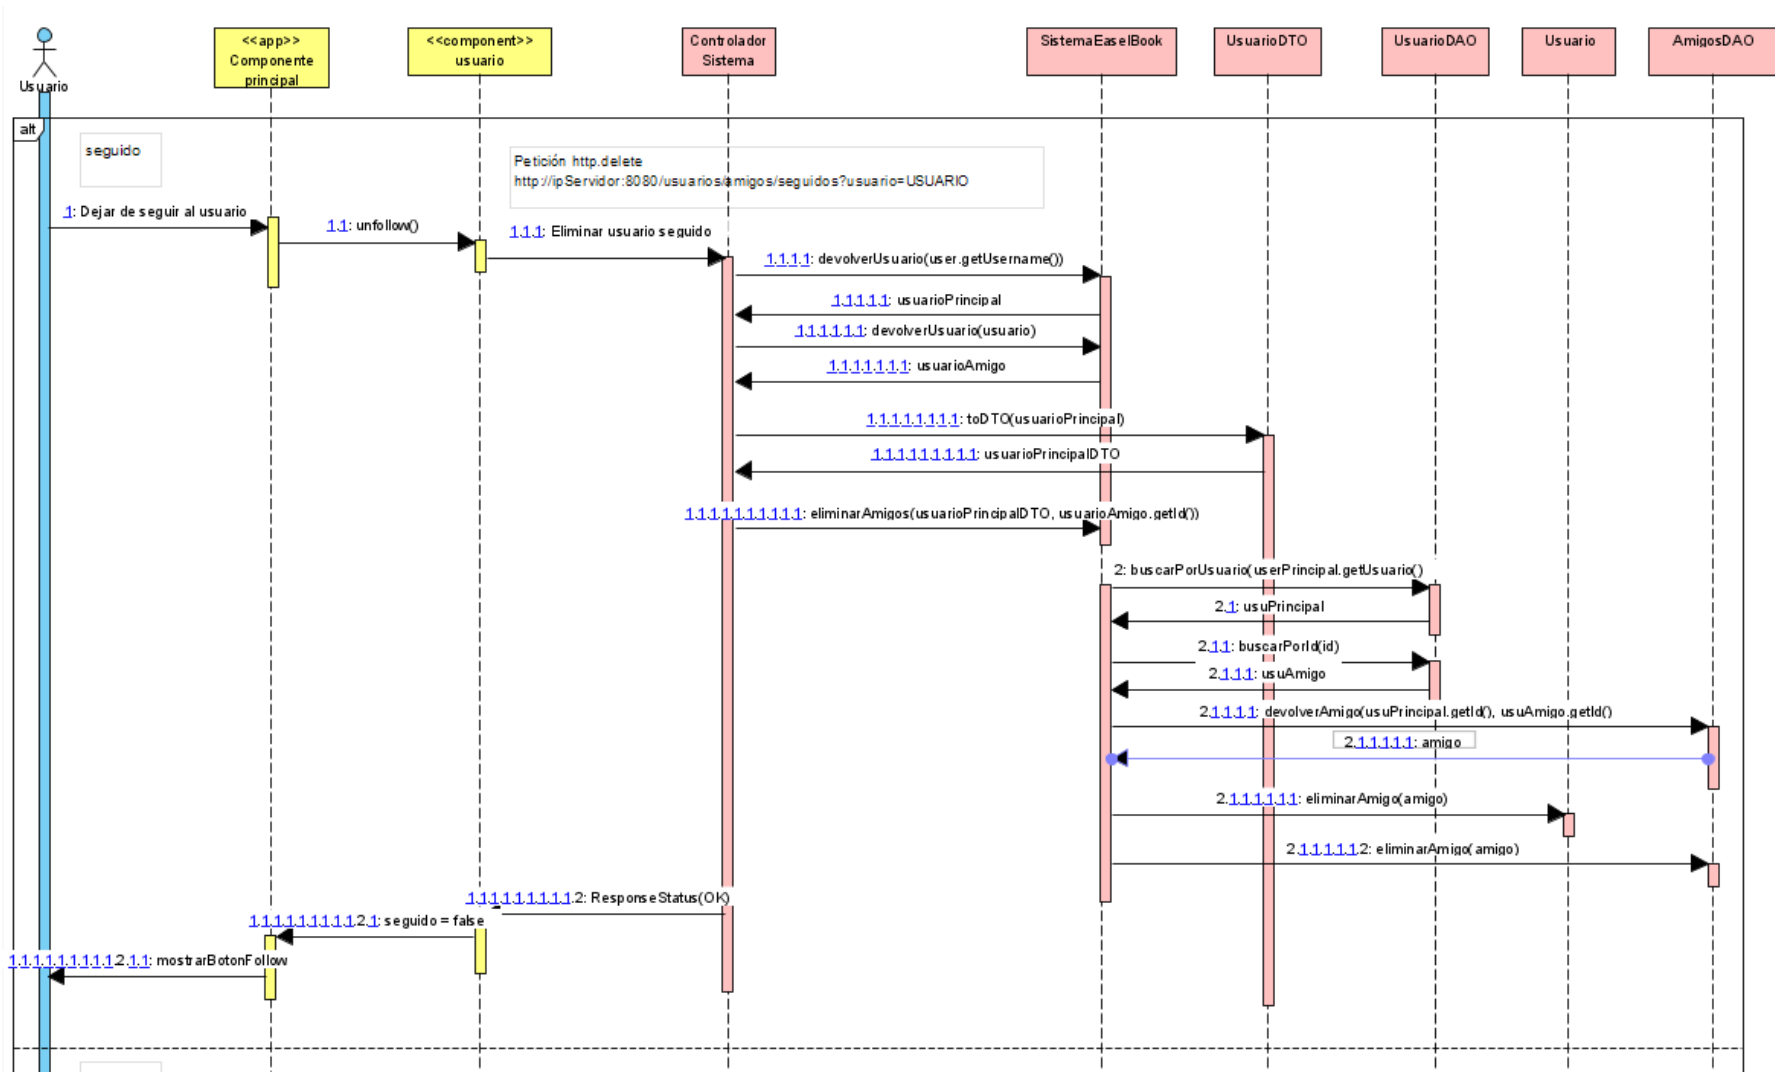 Usuario
<<app>>
Componente
principal
<<component>>
usuario
Controlador
Sistema
SistemaEaselBook
UsuarioDTO
UsuarioDAO
Usuario
AmigosDAO
alt
seguido
Petición http.delete
http://ipServidor:8080/usuarios/amigos/seguidos?usuario=USUARIO
1: Dejar de seguir al usuario
1.1: unfollow()
1.1.1: Eliminar usuario seguido
1.1.1.1: devolverUsuario(user.getUsername())
1.1.1.1.1: usuarioPrincipal
1.1.1.1.1.1: devolverUsuario(usuario)
1.1.1.1.1.1.1: usuarioAmigo
1.1.1.1.1.1.1.1: toDTO(usuarioPrincipal)
1.1.1.1.1.1.1.1.1: usuarioPrincipalDTO
1.1.1.1.1.1.1.1.1.1: eliminarAmigos(usuarioPrincipalDTO, usuarioAmigo.getId())
2: buscarPorUsuario(userPrincipal.getUsuario()
2.1: usuPrincipal
2.1.1: buscarPorId(id)
2.1.1.1: usuAmigo
2.1.1.1.1: devolverAmigo(usuPrincipal.getId(), usuAmigo.getId()
2.1.1.1.1.1: amigo
2.1.1.1.1.1.1: eliminarAmigo(amigo)
2.1.1.1.1.1.2: eliminarAmigo(amigo)
1.1.1.1.1.1.1.1.1.2: ResponseStatus(OK)
1.1.1.1.1.1.1.1.1.2.1: seguido = false
1.1.1.1.1.1.1.1.1.2.1.1: mostrarBotonFollow